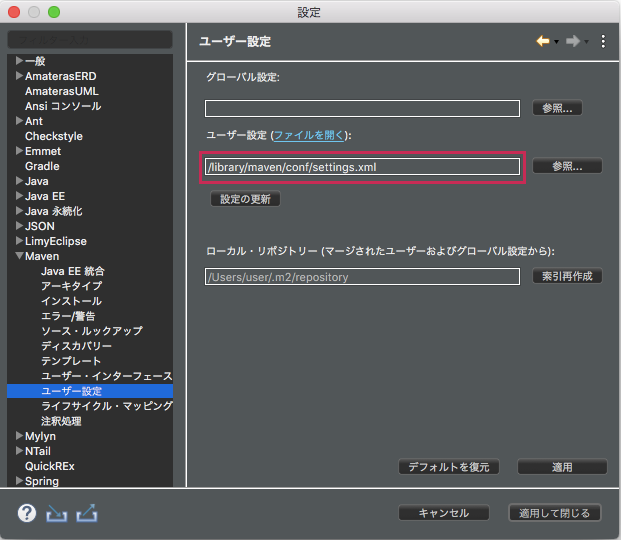 設定
ユーザー設定
一般
AmaterasERD
AmaterasUML
Ansi コンソール
Ant
Checkstyle
Emmet
Gradle
Java
Java EE
Java 永続化
JSON
LimyEclipse
Maven
Java EE 統合
アーキタイプ
インストール
エラー/警告
ソース・ルックアップ
ディスカバリー
テンプレート
ユーザー・インターフェース
ユーザー設定
ライフサイクル・マッピング
注釈処理
Mylyn
NTail
QuickREx
Spring
グローバル設定:
参照...
ユーザー設定 (ファイルを開く):
/library/maven/conf/settings.xml
参照...
設定の更新
ローカル・リポジトリー (マージされたユーザーおよびグローバル設定から):
/Users/user/.m2/repository
索引再作成
デフォルトを復元
適用
?
キャンセル
適用して閉じる